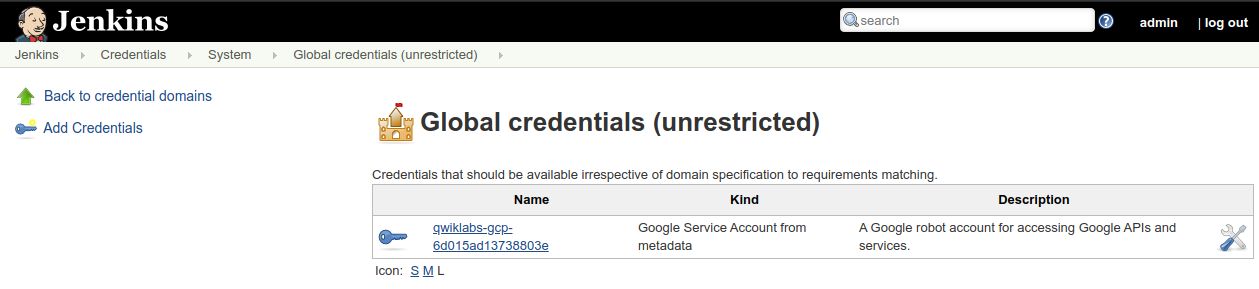 Jenkins
search
?
admin
| log out
Jenkins Credentials System Global credentials (unrestricted)
Back to credential domains
Add Credentials
Global credentials (unrestricted)
Credentials that should be available irrespective of domain specification to requirements matching.
Name Kind Description
qwiklabs-gcp-
6d015ad13738803e
Google Service Account from
metadata
A Google robot account for accessing Google APIs and
services.
Icon: S M L